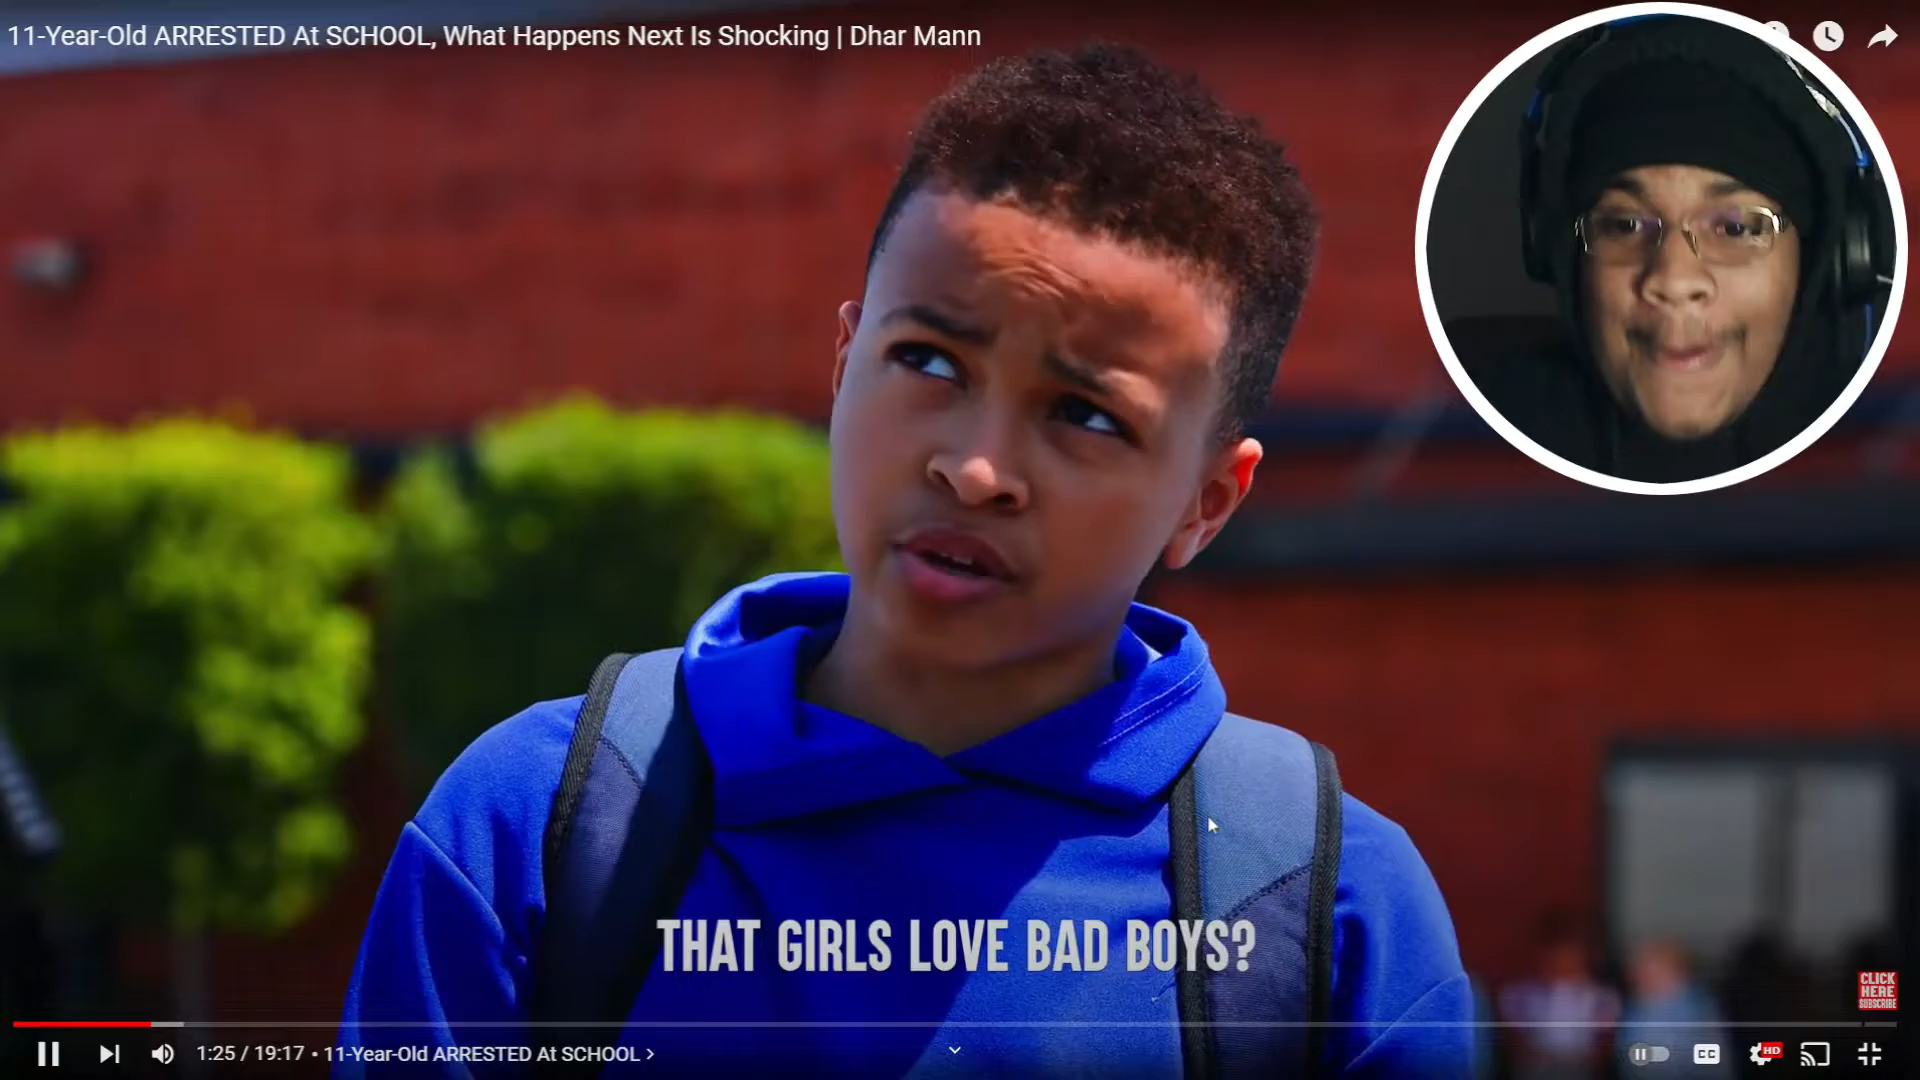 11-Year-Old ARRESTED At SCHOOL, What Happens Next Is Shocking | Dhar Mann
THAT GIRLS LOVE BAD BOYS?
CLICK
HERE
SUBSCRIBE
1:25 / 19:17 • 11-Year-Old ARRESTED At SCHOOL >
CC
HD